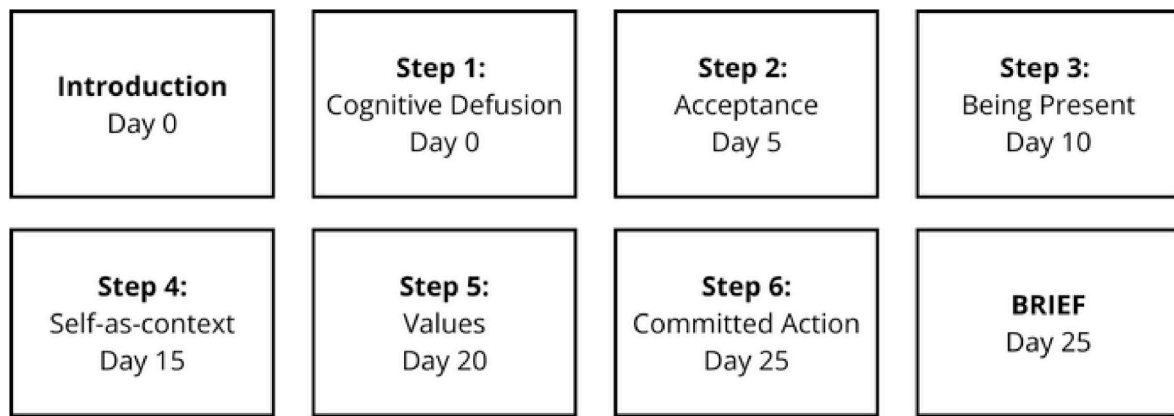 Introduction
Day 0
Step 1:
Cognitive Defusion
Day 0
Step 2:
Acceptance
Day 5
Step 3:
Being Present
Day 10
Step 4:
Self-as-context
Day 15
Step 5:
Values
Day 20
Step 6:
Committed Action
Day 25
BRIEF
Day 25